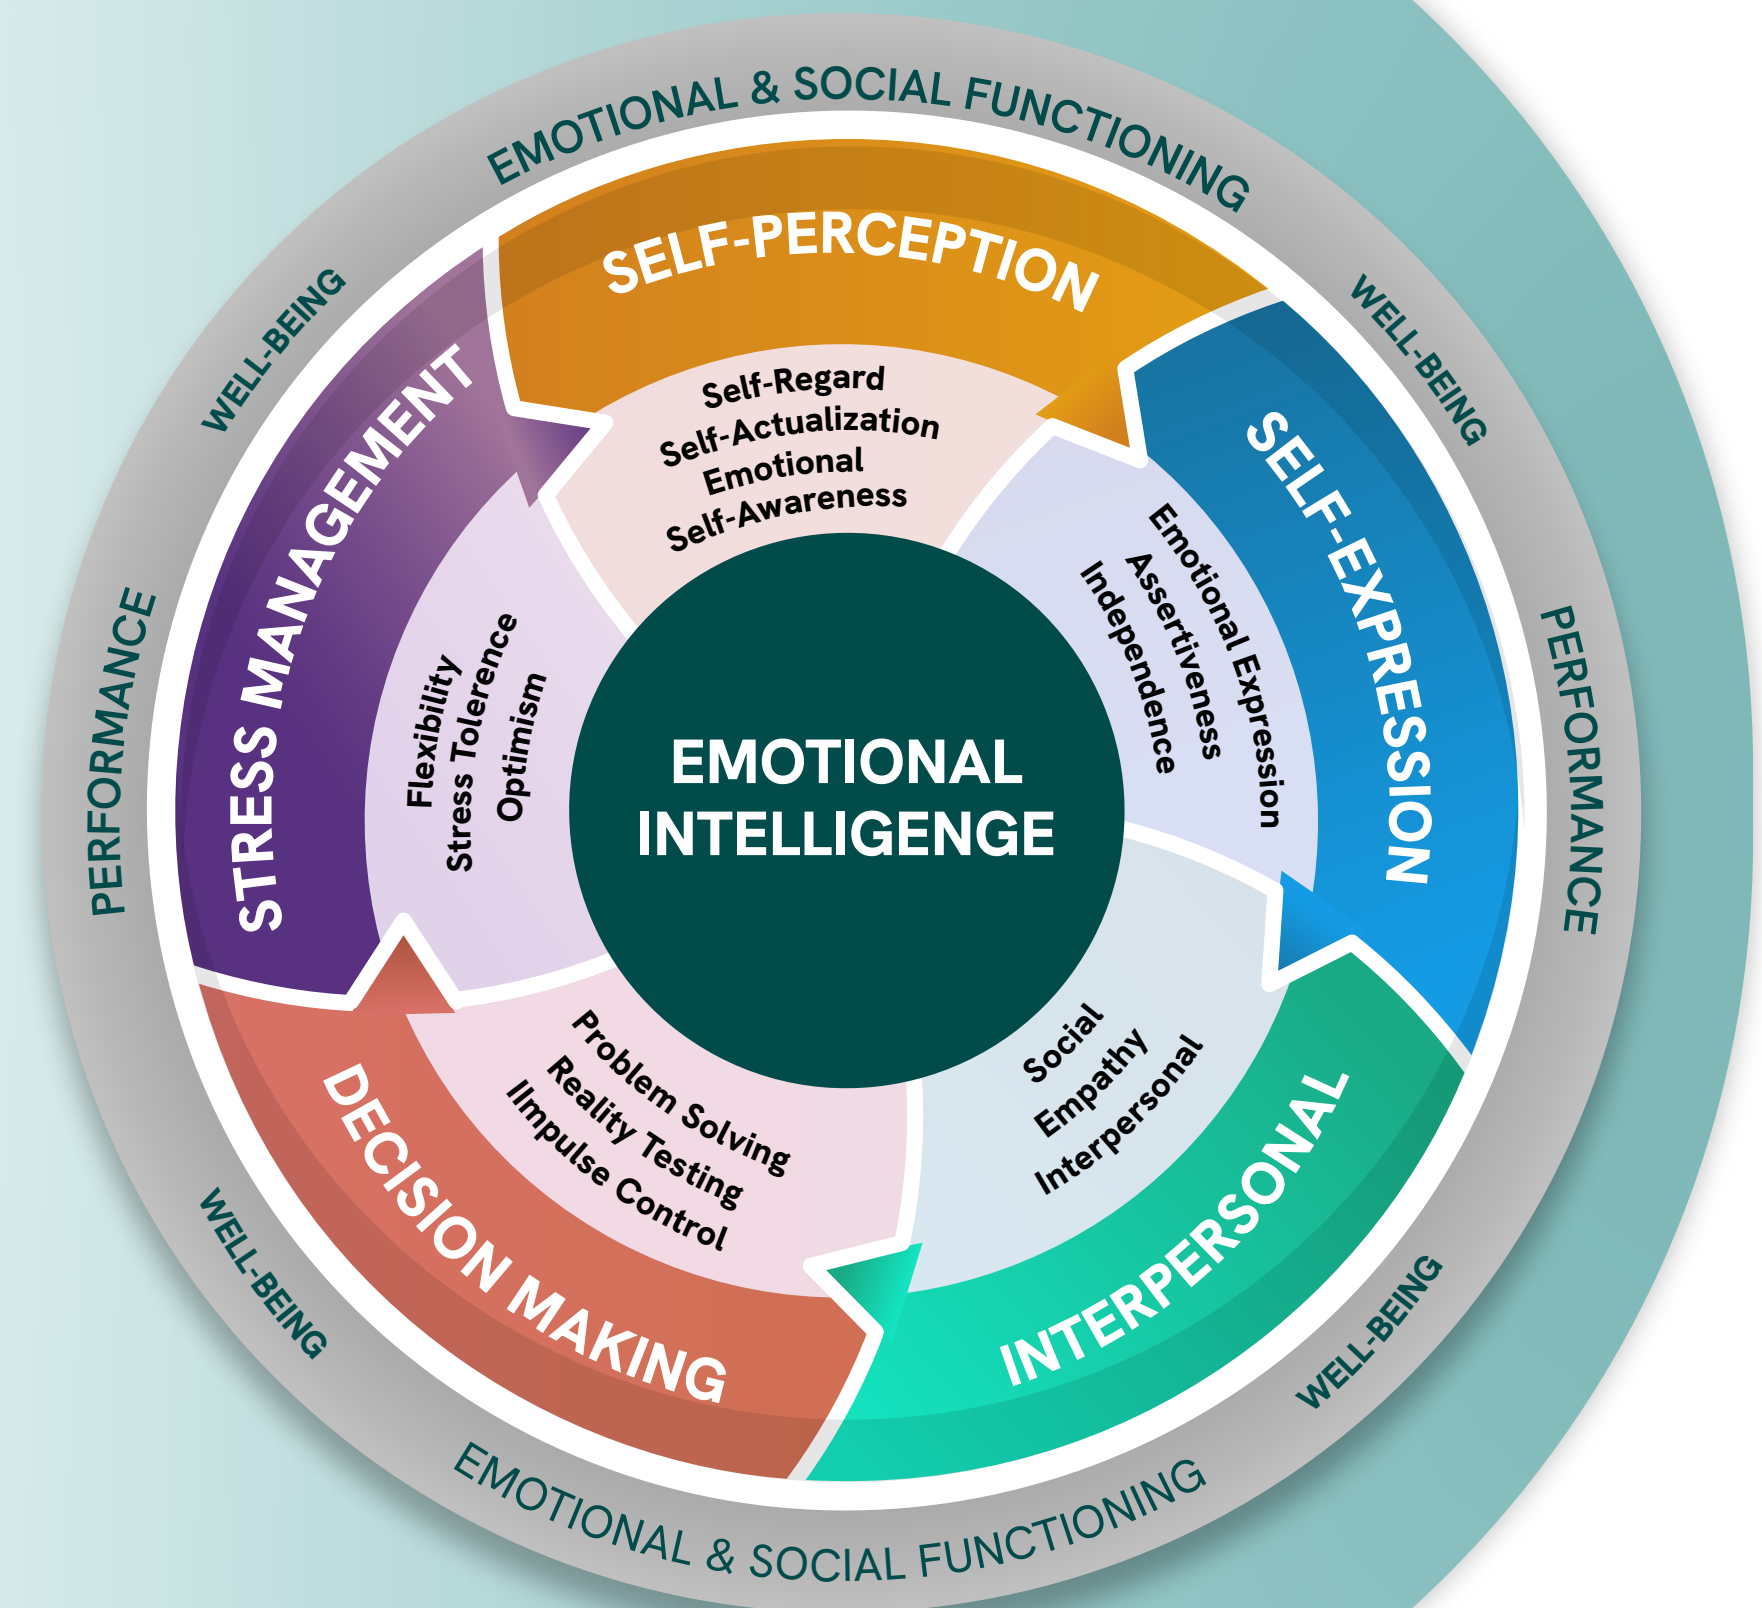 EMOTIONAL & SOCIAL FUNCTIONING
WELL-BEING
PERFORMANCE
WELL-BEING
EMOTIONAL & SOCIAL FUNCTIONING
WELL-BEING
PERFORMANCE
WELL-BEING
SELF-PERCEPTION
Self-Regard
Self-Actualization
Emotional
Self-Awareness
SELF-EXPRESSION
Emotional Expression
Assertiveness
Independence
INTERPERSONAL
Social
Empathy
Interpersonal
DECISION MAKING
Problem Solving
Reality Testing
IImpulse Control
STRESS MANAGEMENT
Flexibility
Stress Tolerence
Optimism
EMOTIONAL
INTELLIGENGE